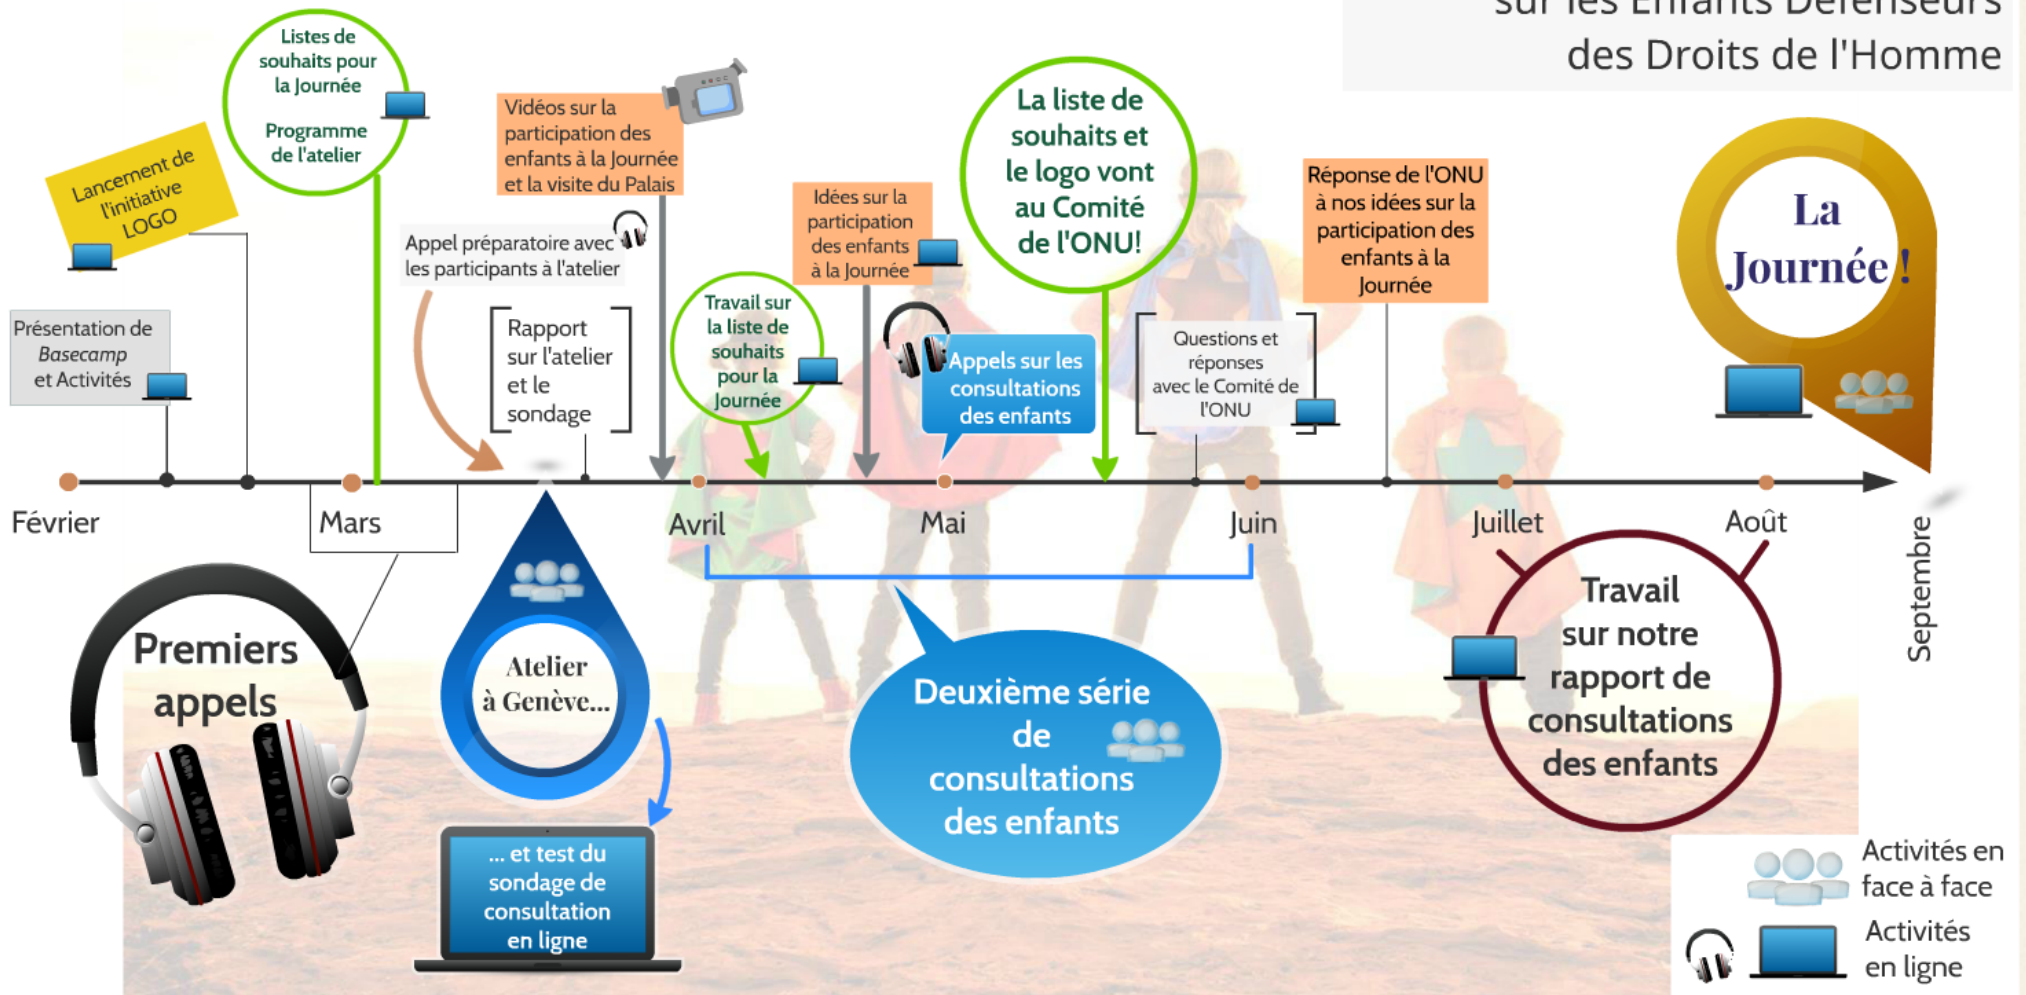 sur les Enfants Défenseurs
des Droits de l'Homme
Listes de
souhaits pour
la Journée
Programme
de l'atelier
Lancement de
l'initiative
LOGO
Présentation de
Basecamp
et Activités
Vidéos sur la
participation des
enfants à la Journée
et la visite du Palais
Appel préparatoire avec
les participants à l'atelier
Rapport
sur l'atelier
et le
sondage
Travail sur
la liste de
souhaits
pour la
Journée
Idées sur la
participation
des enfants
à la Journée
Appels sur les
consultations
des enfants
La liste de
souhaits et
le logo vont
au Comité
de l'ONU!
Questions et
réponses
avec le Comité de
l'ONU
Réponse de l'ONU
à nos idées sur la
participation des
enfants à la
Journée
La
Journée !
Février
Mars
Avril
Mai
Juin
Juillet
Août
Septembre
Premiers
appels
Atelier
à Genève...
... et test du
sondage de
consultation
en ligne
Deuxième série
de
consultations
des enfants
Travail
sur notre
rapport de
consultations
des enfants
Activités en
face à face
Activités
en ligne